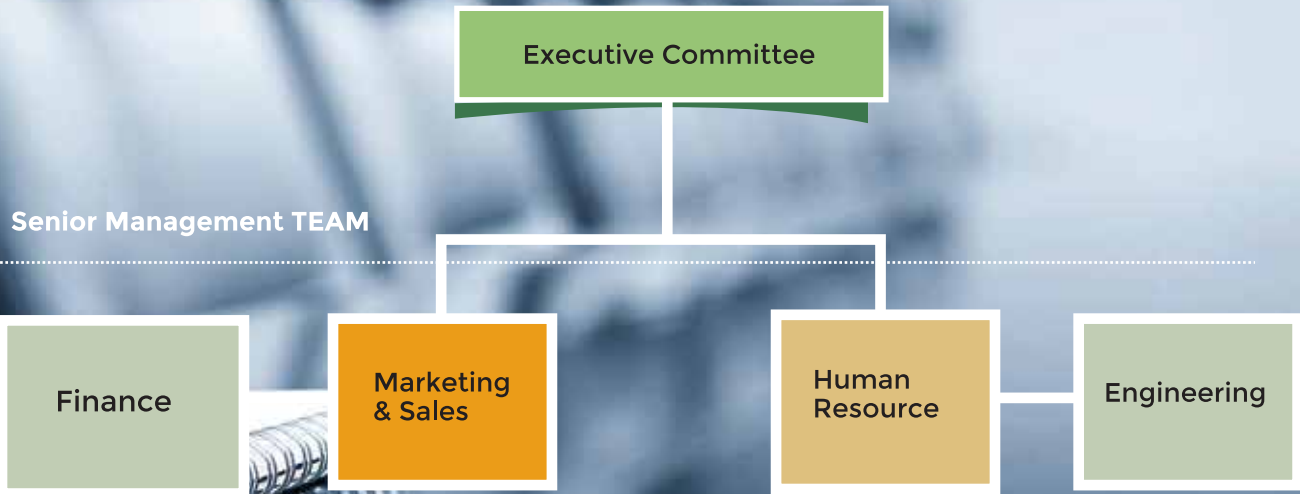 Executive Committee
Senior Management TEAM
Finance
Marketing
& Sales
Human
Resource
Engineering